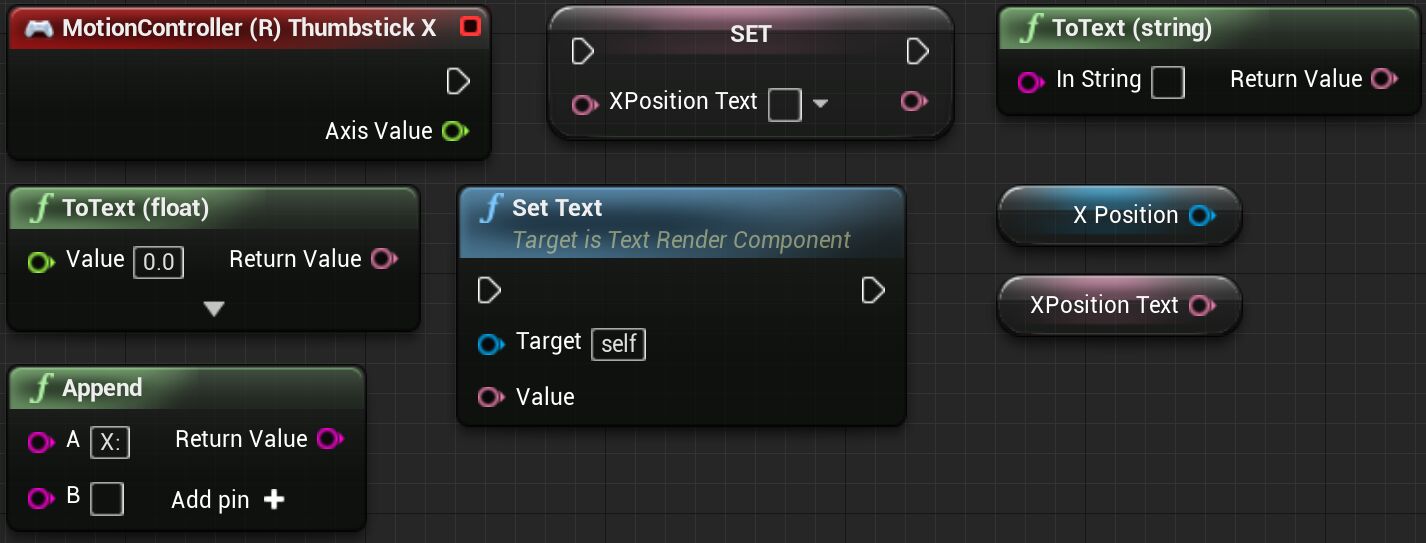 MotionController (R) Thumbstick X
Axis Value
SET
XPosition Text
ToText (string)
In String
Return Value
ToText (float)
Value 0.0
Return Value
Set Text
Target is Text Render Component
Target self
Value
X Position
XPosition Text
Append
A X:
Return Value
B
Add pin